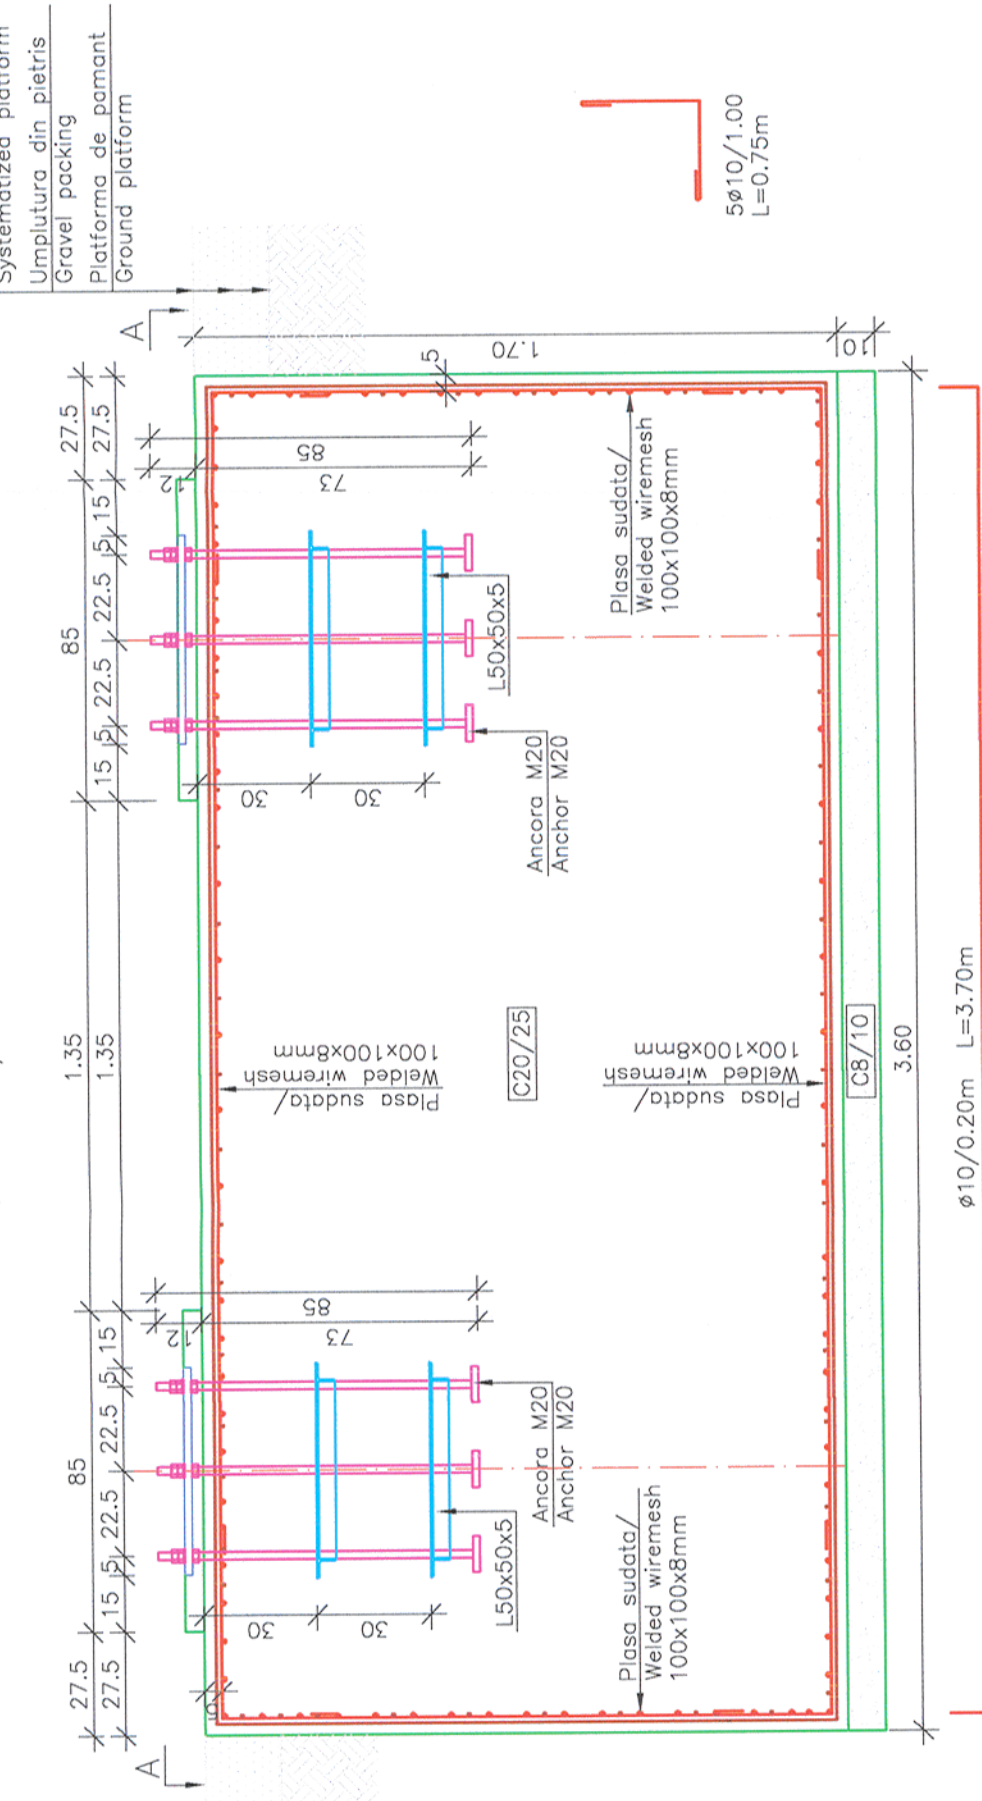 Systematized platform
Umplutura din pietris
Gravel packing
Platforma de pamant
Ground platform
A
A
27.5
85
1.35
85
27.5
27.5
15
5
22.5
22.5
5
15
1.35
15
5
22.5
22.5
5
15
27.5
12
73
85
30
30
12
73
85
30
30
5
5
1.70
10
L50x50x5
Ancora M20
Anchor M20
L50x50x5
Ancora M20
Anchor M20
Plasa sudata/
Welded wiremesh
100x100x8mm
C20/25
Plasa sudata/
Welded wiremesh
100x100x8mm
Plasa sudata/
Welded wiremesh
100x100x8mm
Plasa sudata/
Welded wiremesh
100x100x8mm
C8/10
3.60
5ø10/1.00
L=0.75m
ø10/0.20m L=3.70m